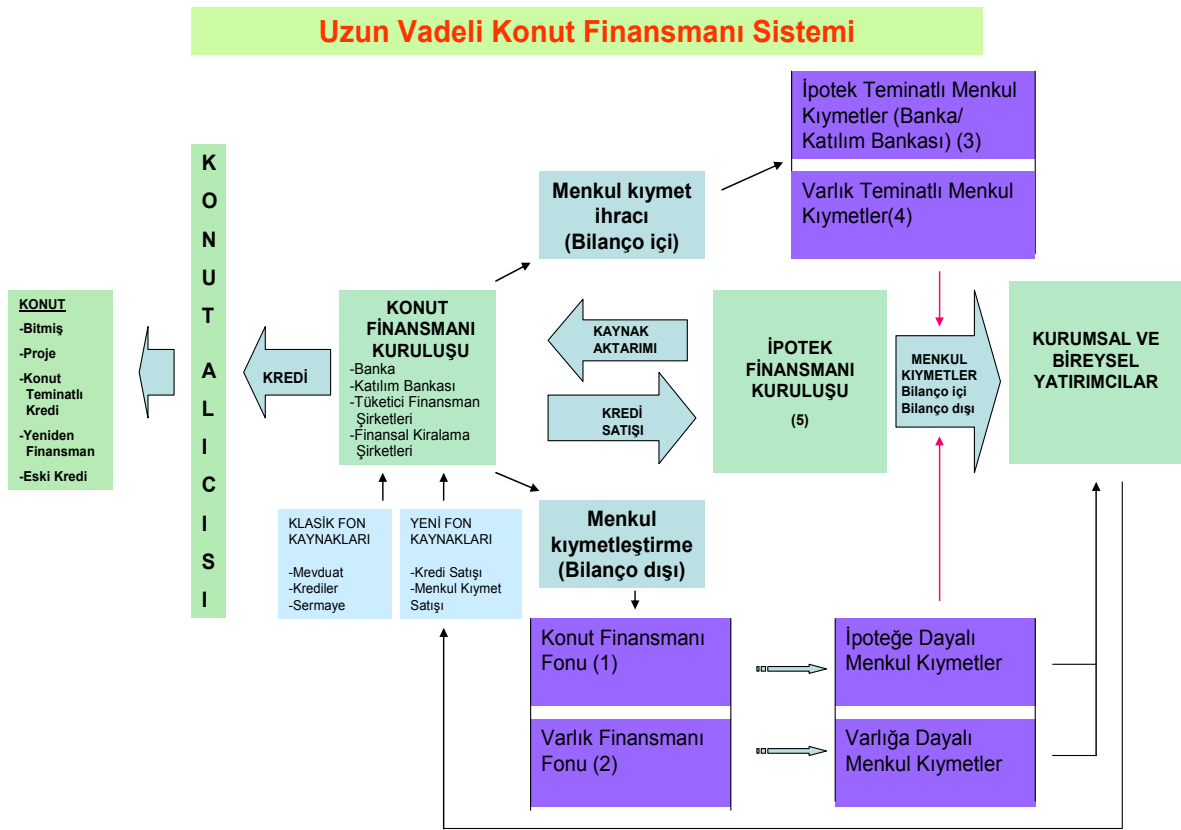 Uzun Vadeli Konut Finansmanı Sistemi
İpotek Teminatlı Menkul
Kıymetler (Banka/
Katılım Bankası) (3)
Varlık Teminatlı Menkul
Kıymetler(4)
Menkul kıymet
ihracı
(Bilanço içi)
KONUT
-Bitmiş
-Proje
-Konut
Teminatlı
Kredi
-Yeniden
Finansman
-Eski Kredi
K
O
N
U
T
A
L
I
C
I
S
I
KREDİ
KONUT
FİNANSMANI
KURULUŞU
-Banka
-Katılım Bankası
-Tüketici Finansman
Şirketleri
-Finansal Kiralama
Şirketleri
KAYNAK
AKTARIMI
KREDİ
SATIŞI
İPOTEK
FİNANSMANI
KURULUŞU
(5)
MENKUL
KIYMETLER
Bilanço içi
Bilanço dışı
KURUMSAL VE
BİREYSEL
YATIRIMCILAR
KLASİK FON
KAYNAKLARI
-Mevduat
-Krediler
-Sermaye
YENİ FON
KAYNAKLARI
-Kredi Satışı
-Menkul Kıymet
Satışı
Menkul
kıymetleştirme
(Bilanço dışı)
Konut Finansmanı
Fonu (1)
Varlık Finansmanı
Fonu (2)
İpoteğe Dayalı
Menkul Kıymetler
Varlığa Dayalı
Menkul Kıymetler